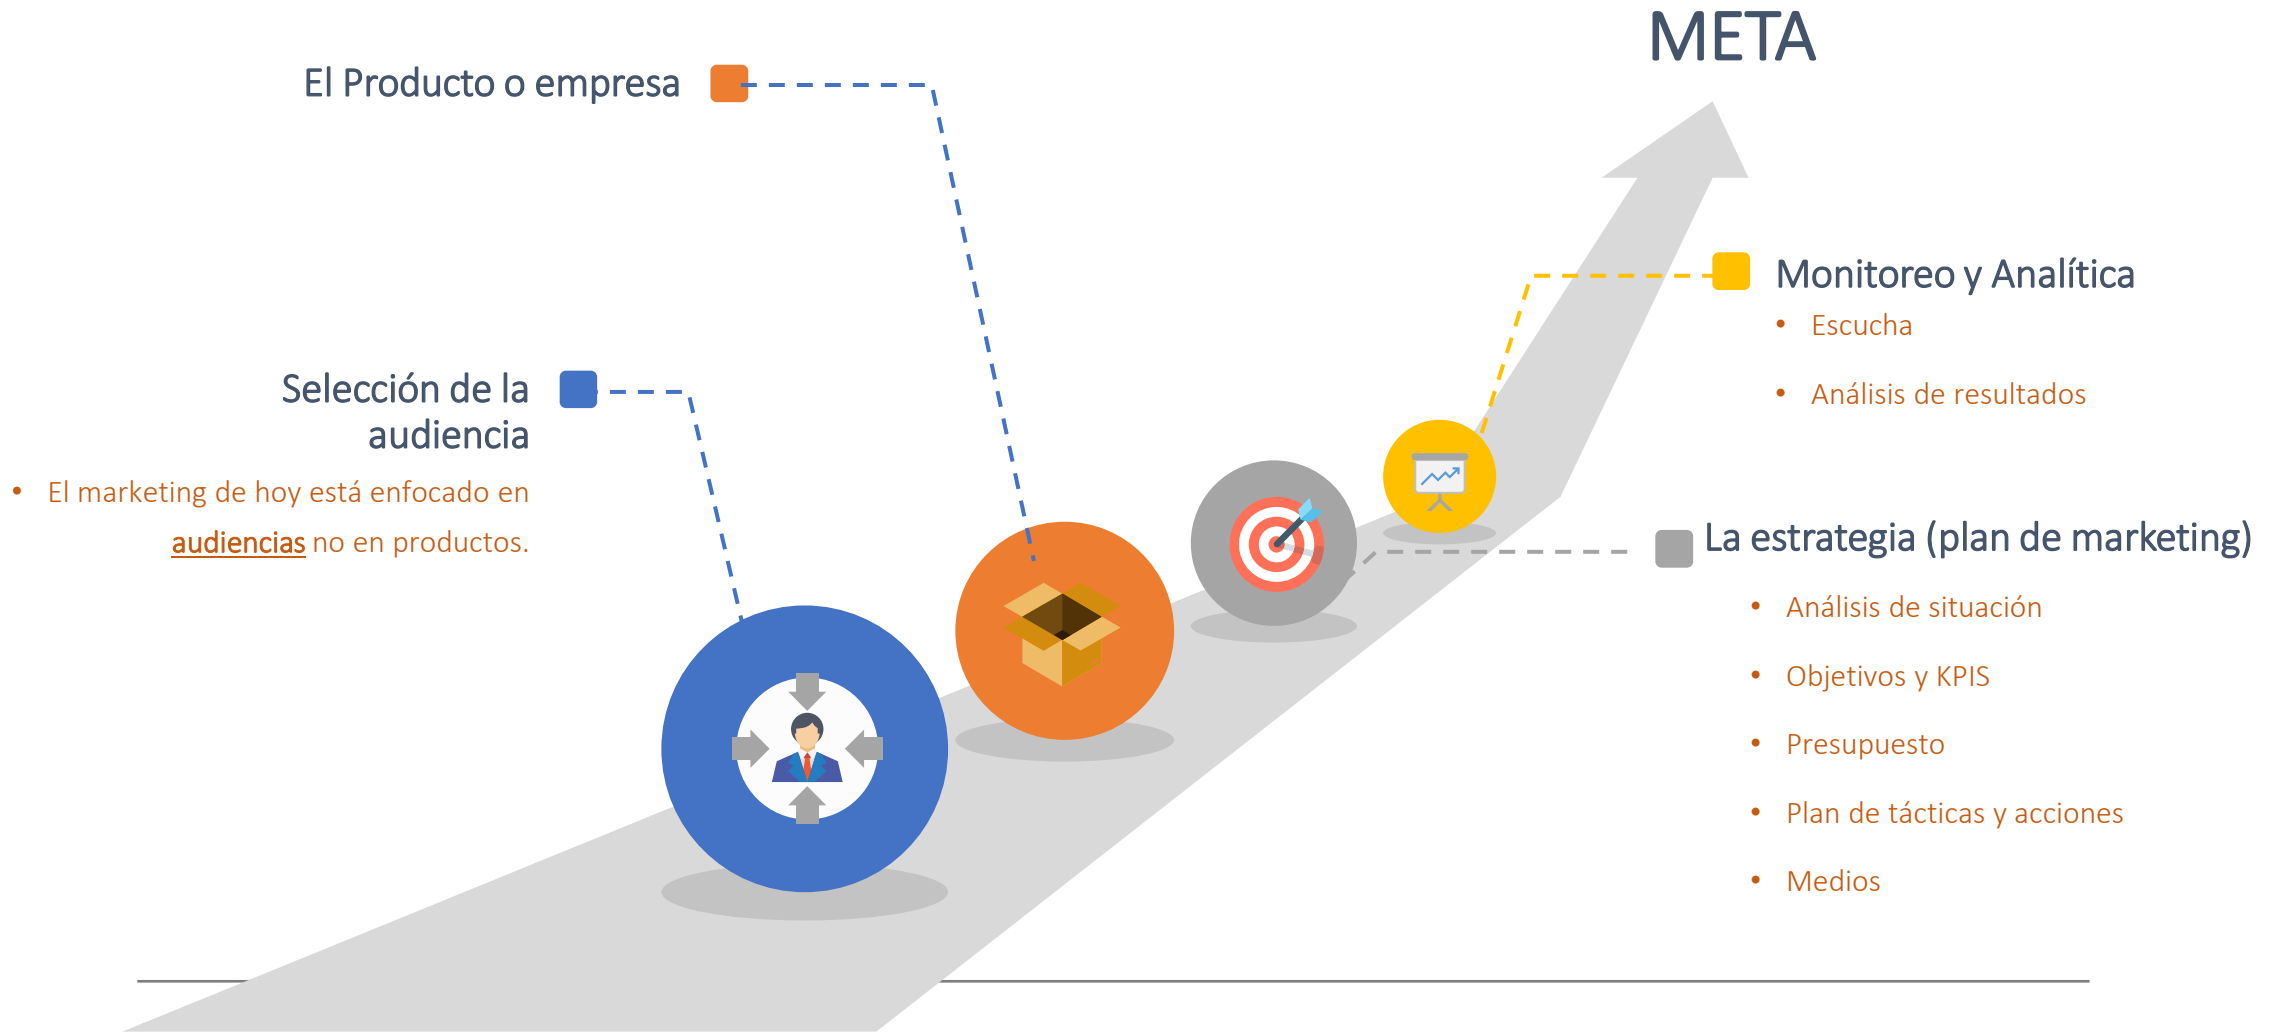 META
El Producto o empresa
Selección de la
audiencia
• El marketing de hoy está enfocado en
audiencias no en productos.
Monitoreo y Analítica
• Escucha
• Análisis de resultados
La estrategia (plan de marketing)
• Análisis de situación
• Objetivos y KPIS
• Presupuesto
• Plan de tácticas y acciones
• Medios